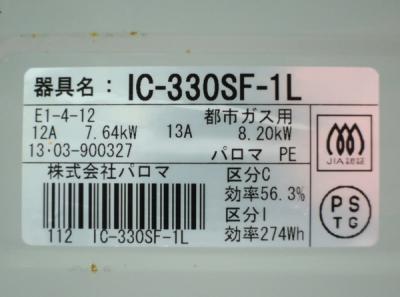 器具名： IC-330SF-1L
E1-4-12 都市ガス用
12A 7.64kW 13A 8.20kW
13･03-900327 パロマ PE
株式会社パロマ 区分C
効率56.3%
区分I
効率274Wh
112 IC-330SF-1L
JIA認証
PS
TG